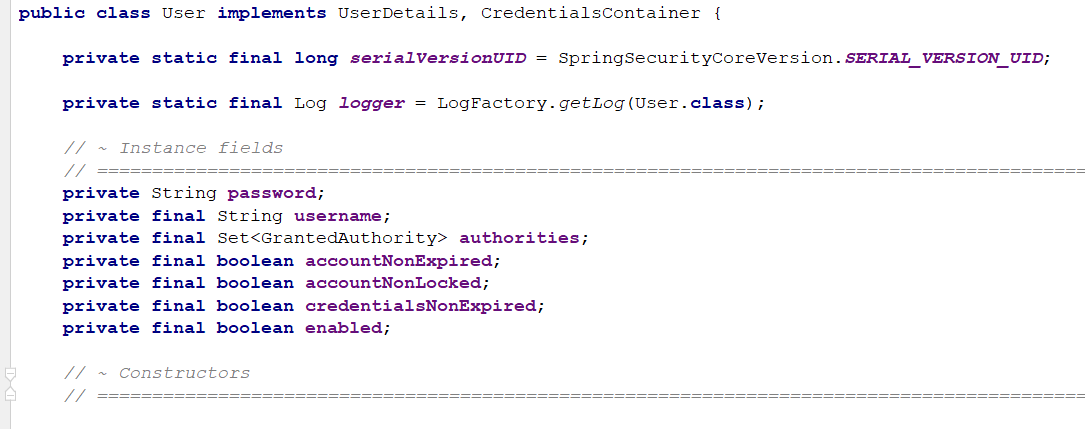 public class User implements UserDetails, CredentialsContainer {
private static final long serialVersionUID = SpringSecurityCoreVersion.SERIAL_VERSION_UID;
private static final Log logger = LogFactory.getLog(User.class);
// ~ Instance fields
// ==========================================================================================
private String password;
private final String username;
private final Set<GrantedAuthority> authorities;
private final boolean accountNonExpired;
private final boolean accountNonLocked;
private final boolean credentialsNonExpired;
private final boolean enabled;
// ~ Constructors
// ==========================================================================================